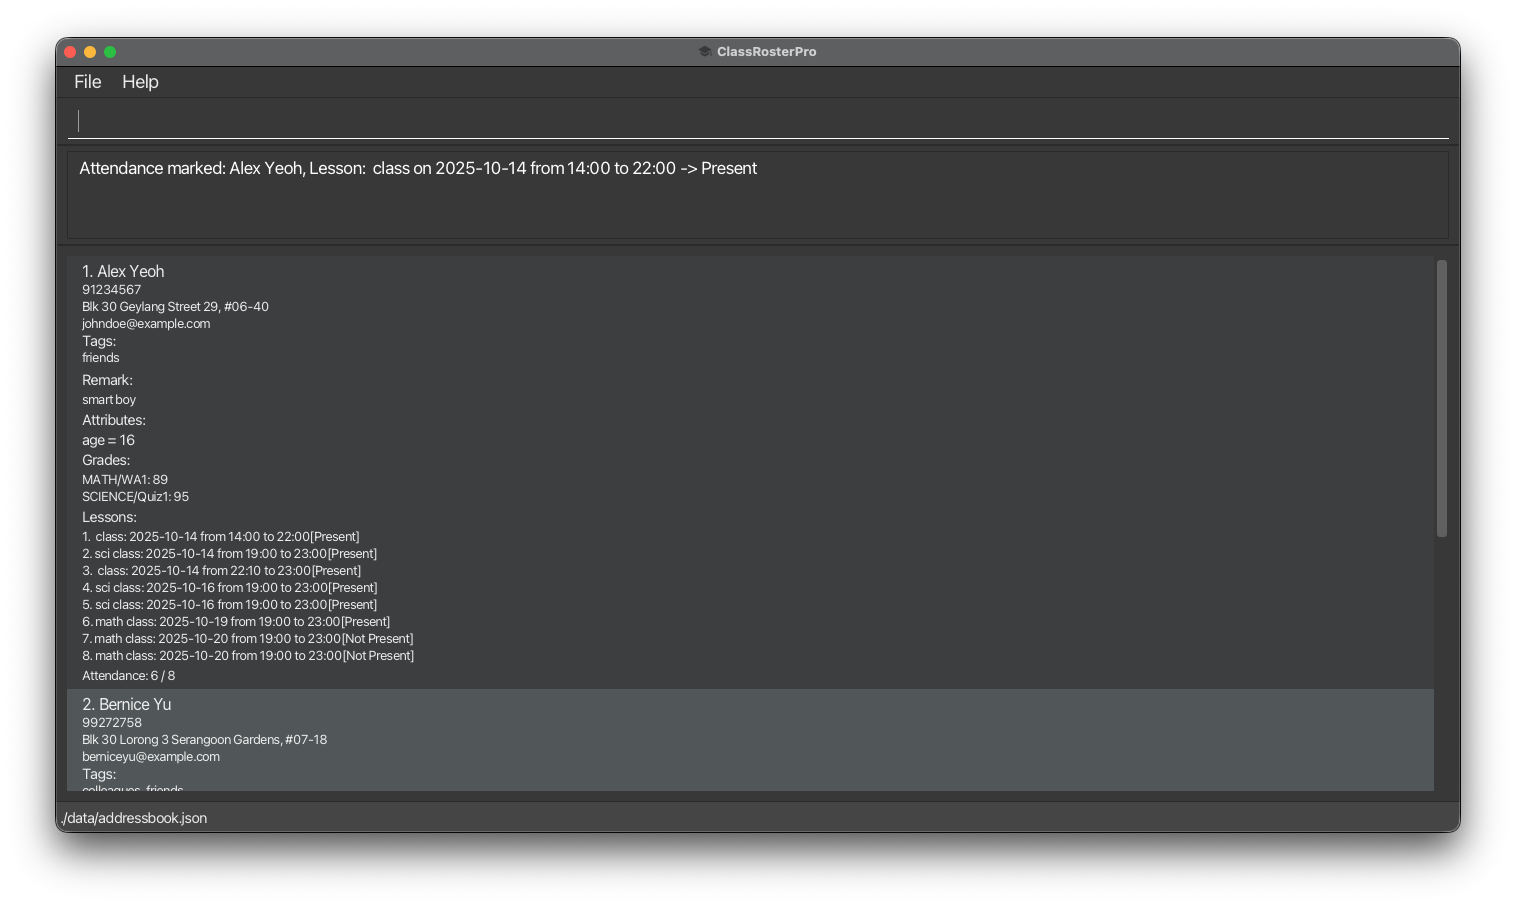 ClassRosterPro
File Help
Attendance marked: Alex Yeoh, Lesson:  class on 2025-10-14 from 14:00 to 22:00 -> Present
1. Alex Yeoh
91234567
Blk 30 Geylang Street 29, #06-40
johndoe@example.com
Tags:
friends
Remark:
smart boy
Attributes:
age = 16
Grades:
MATH/WA1: 89
SCIENCE/Quiz1: 95
Lessons:
1.  class: 2025-10-14 from 14:00 to 22:00[Present]
2. sci class: 2025-10-14 from 19:00 to 23:00[Present]
3.  class: 2025-10-14 from 22:10 to 23:00[Present]
4. sci class: 2025-10-16 from 19:00 to 23:00[Present]
5. sci class: 2025-10-16 from 19:00 to 23:00[Present]
6. math class: 2025-10-19 from 19:00 to 23:00[Present]
7. math class: 2025-10-20 from 19:00 to 23:00[Not Present]
8. math class: 2025-10-20 from 19:00 to 23:00[Not Present]
Attendance: 6 / 8
2. Bernice Yu
99272758
Blk 30 Lorong 3 Serangoon Gardens, #07-18
berniceyu@example.com
Tags:
colleagues, friends
./data/addressbook.json